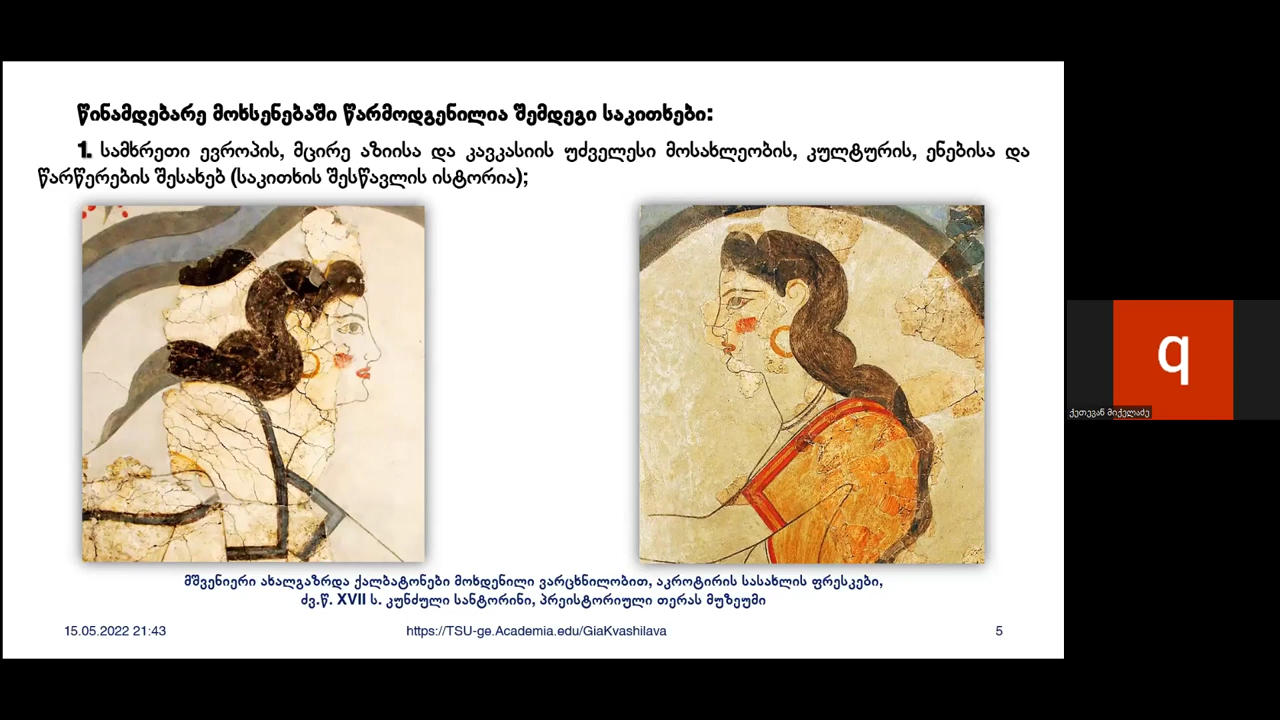 წინამდებარე მოხსენებაში წარმოდგენილია შემდეგი საკითხები:
1. სამხრეთი ევროპის, მცირე აზიისა და კავკასიის უძველესი მოსახლეობის, კულტურის, ენებისა და
წარწერების შესახებ (საკითხის შესწავლის ისტორია);
მშვენიერი ახალგაზრდა ქალბატონები მოხდენილი ვარცხნილობით, აკროტირის სასახლის ფრესკები,
ძვ.წ. XVII ს. კუნძული სანტორინი, პრეისტორიული თერას მუზეუმი
15.05.2022 21:43 https://TSU-ge.Academia.edu/GiaKvashilava 5
q
ქეთევან მიქელაძე